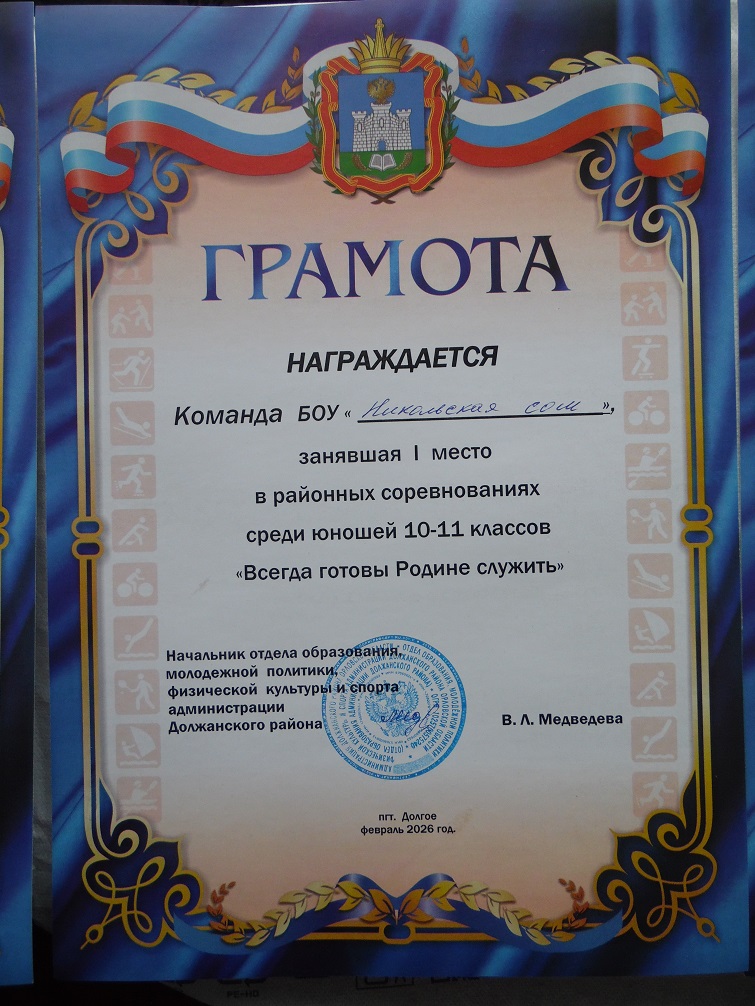 ГРАМОТА
НАГРАЖДАЕТСЯ
Команда БОУ « Никольская сош »,
занявшая I место
в районных соревнованиях
среди юношей 10-11 классов
«Всегда готовы Родине служить»
Начальник отдела образования,
молодежной политики,
физической культуры и спорта
администрации
Должанского района
В. Л. Медведева
пгт. Долгое
февраль 2026 год.